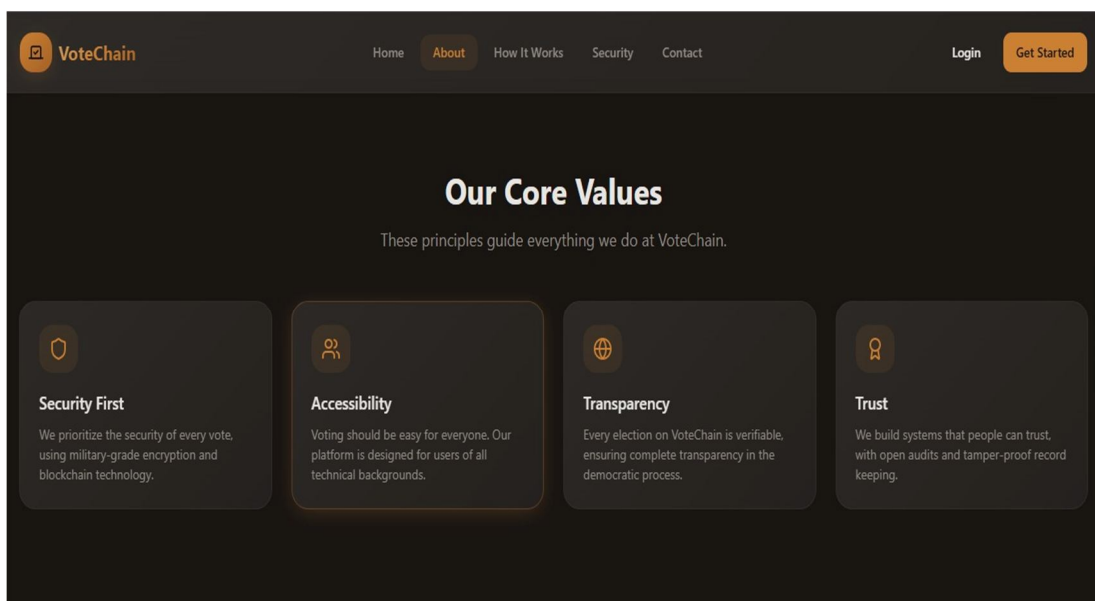 VoteChain
Home
About
How It Works
Security
Contact
Login
Get Started
Our Core Values
These principles guide everything we do at VoteChain.
Security First
We prioritize the security of every vote,
using military-grade encryption and
blockchain technology.
Accessibility
Voting should be easy for everyone. Our
platform is designed for users of all
technical backgrounds.
Transparency
Every election on VoteChain is verifiable,
ensuring complete transparency in the
democratic process.
Trust
We build systems that people can trust,
with open audits and tamper-proof record
keeping.